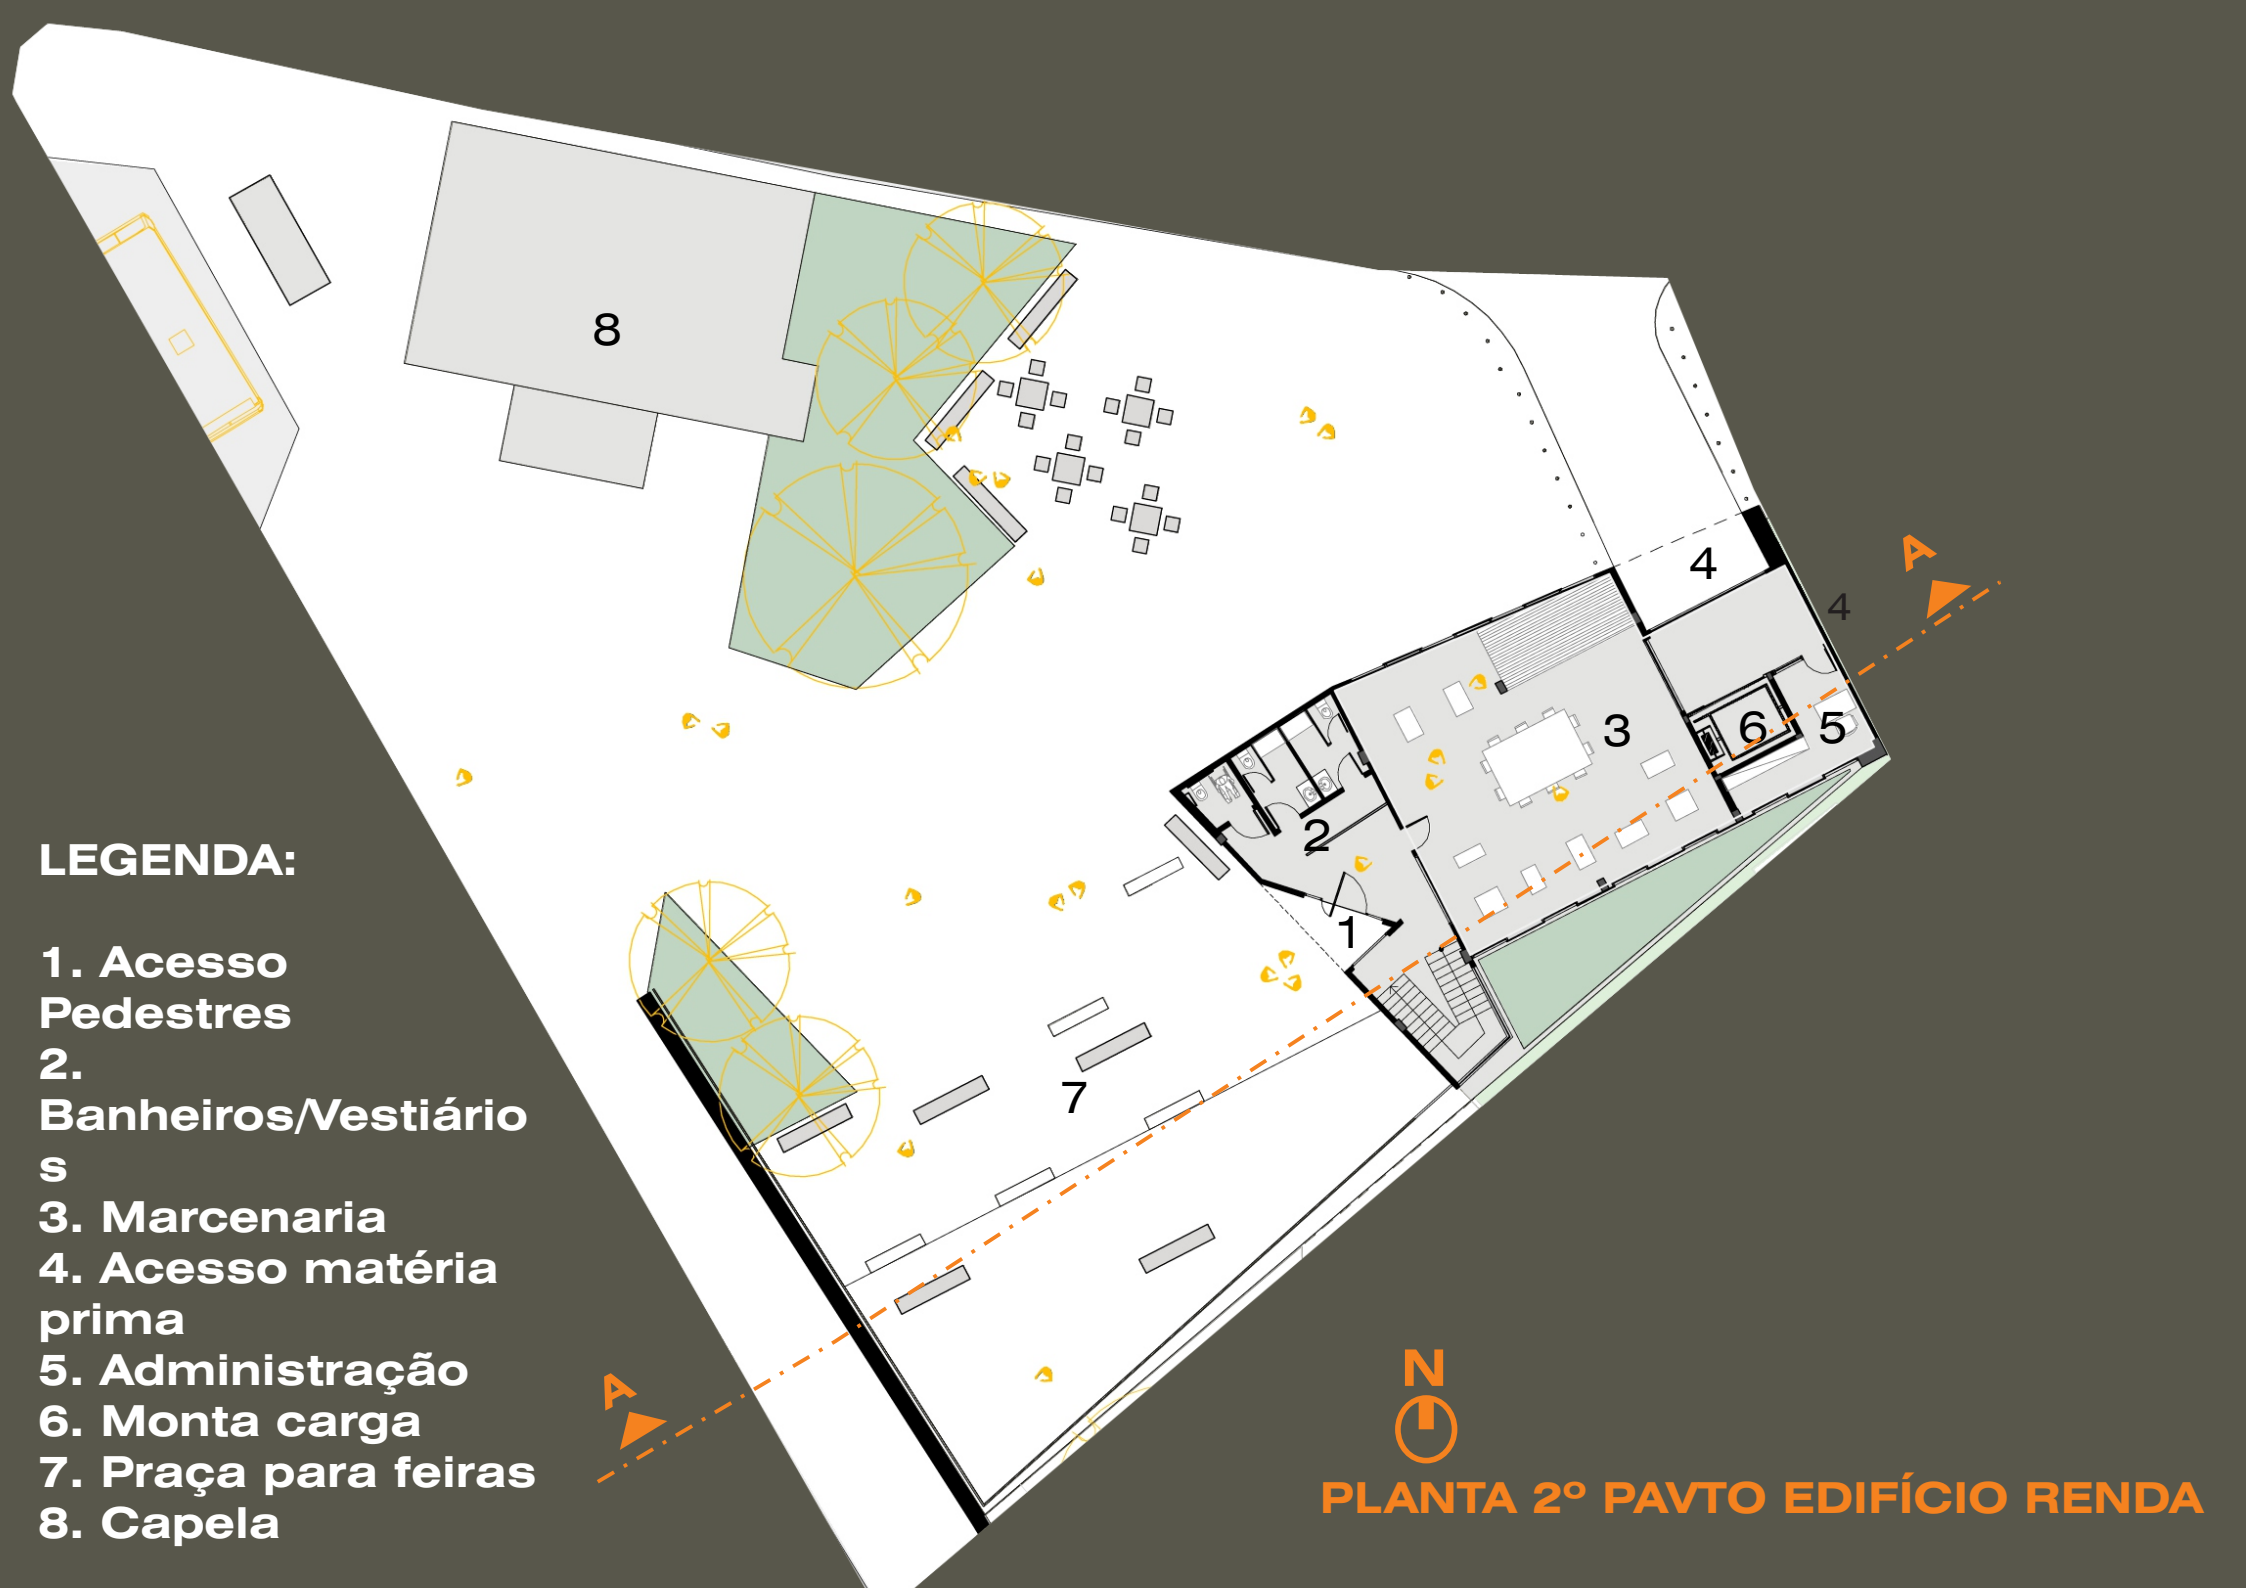 8
4
A
4
3
6
5
2
1
7
LEGENDA:
1. Acesso
Pedestres
2.
Banheiros/Vestiário
s
3. Marcenaria
4. Acesso matéria
prima
5. Administração
6. Monta carga
7. Praça para feiras
8. Capela
A
N
PLANTA 2º PAVTO EDIFÍCIO RENDA